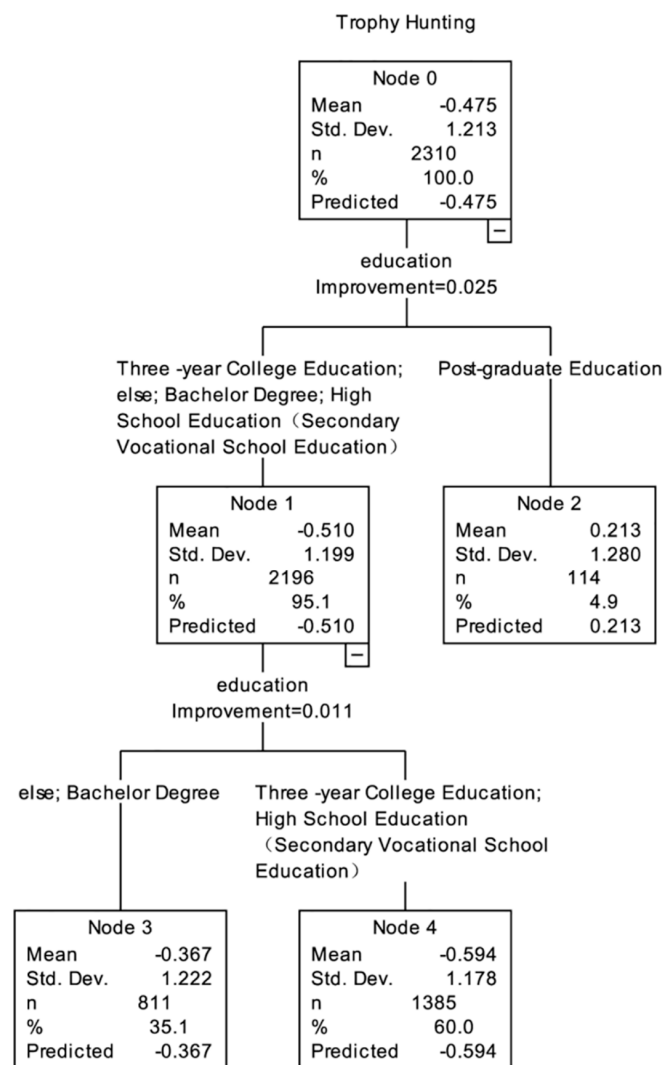 Trophy Hunting
Node 0
Mean -0.475
Std. Dev. 1.213
n 2310
% 100.0
Predicted -0.475
education
Improvement=0.025
Three -year College Education;
else; Bachelor Degree; High
School Education（Secondary
Vocational School Education）
Post-graduate Education
Node 1
Mean -0.510
Std. Dev. 1.199
n 2196
% 95.1
Predicted -0.510
Node 2
Mean 0.213
Std. Dev. 1.280
n 114
% 4.9
Predicted 0.213
education
Improvement=0.011
else; Bachelor Degree
Three -year College Education;
High School Education
（Secondary Vocational School
Education）
Node 3
Mean -0.367
Std. Dev. 1.222
n 811
% 35.1
Predicted -0.367
Node 4
Mean -0.594
Std. Dev. 1.178
n 1385
% 60.0
Predicted -0.594